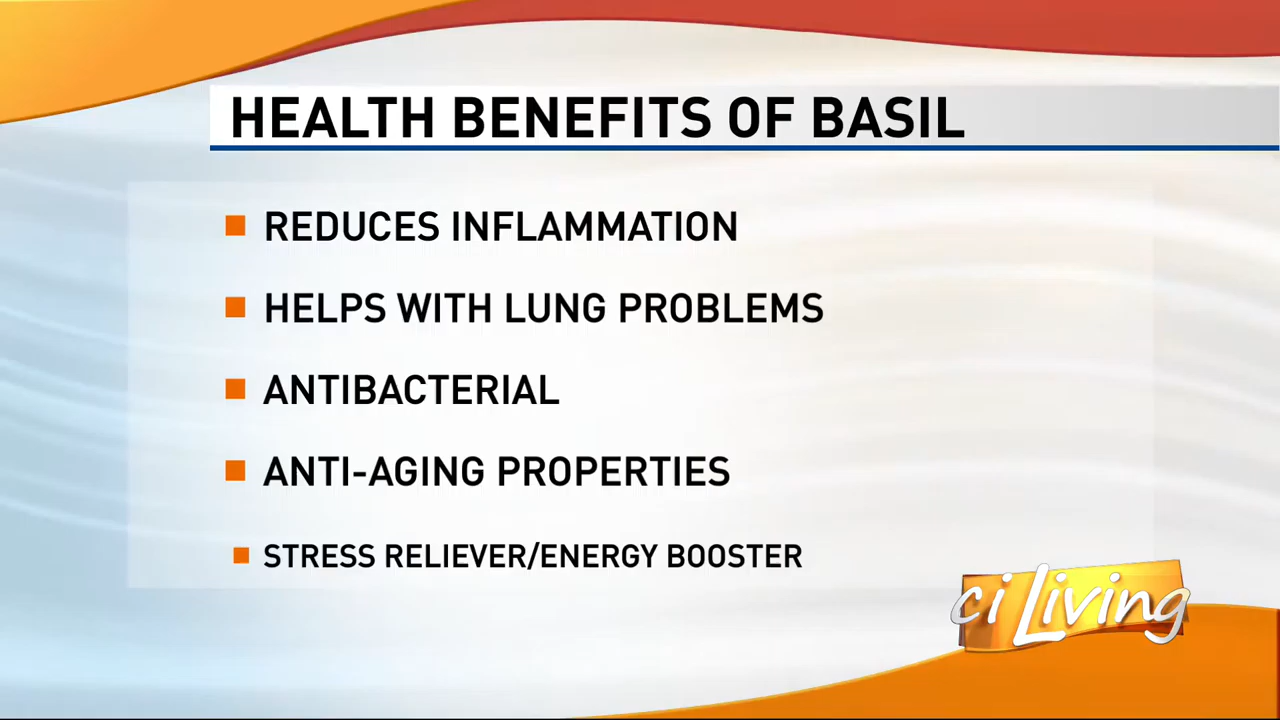 HEALTH BENEFITS OF BASIL
REDUCES INFLAMMATION
HELPS WITH LUNG PROBLEMS
ANTIBACTERIAL
ANTI-AGING PROPERTIES
STRESS RELIEVER/ENERGY BOOSTER
ci Living